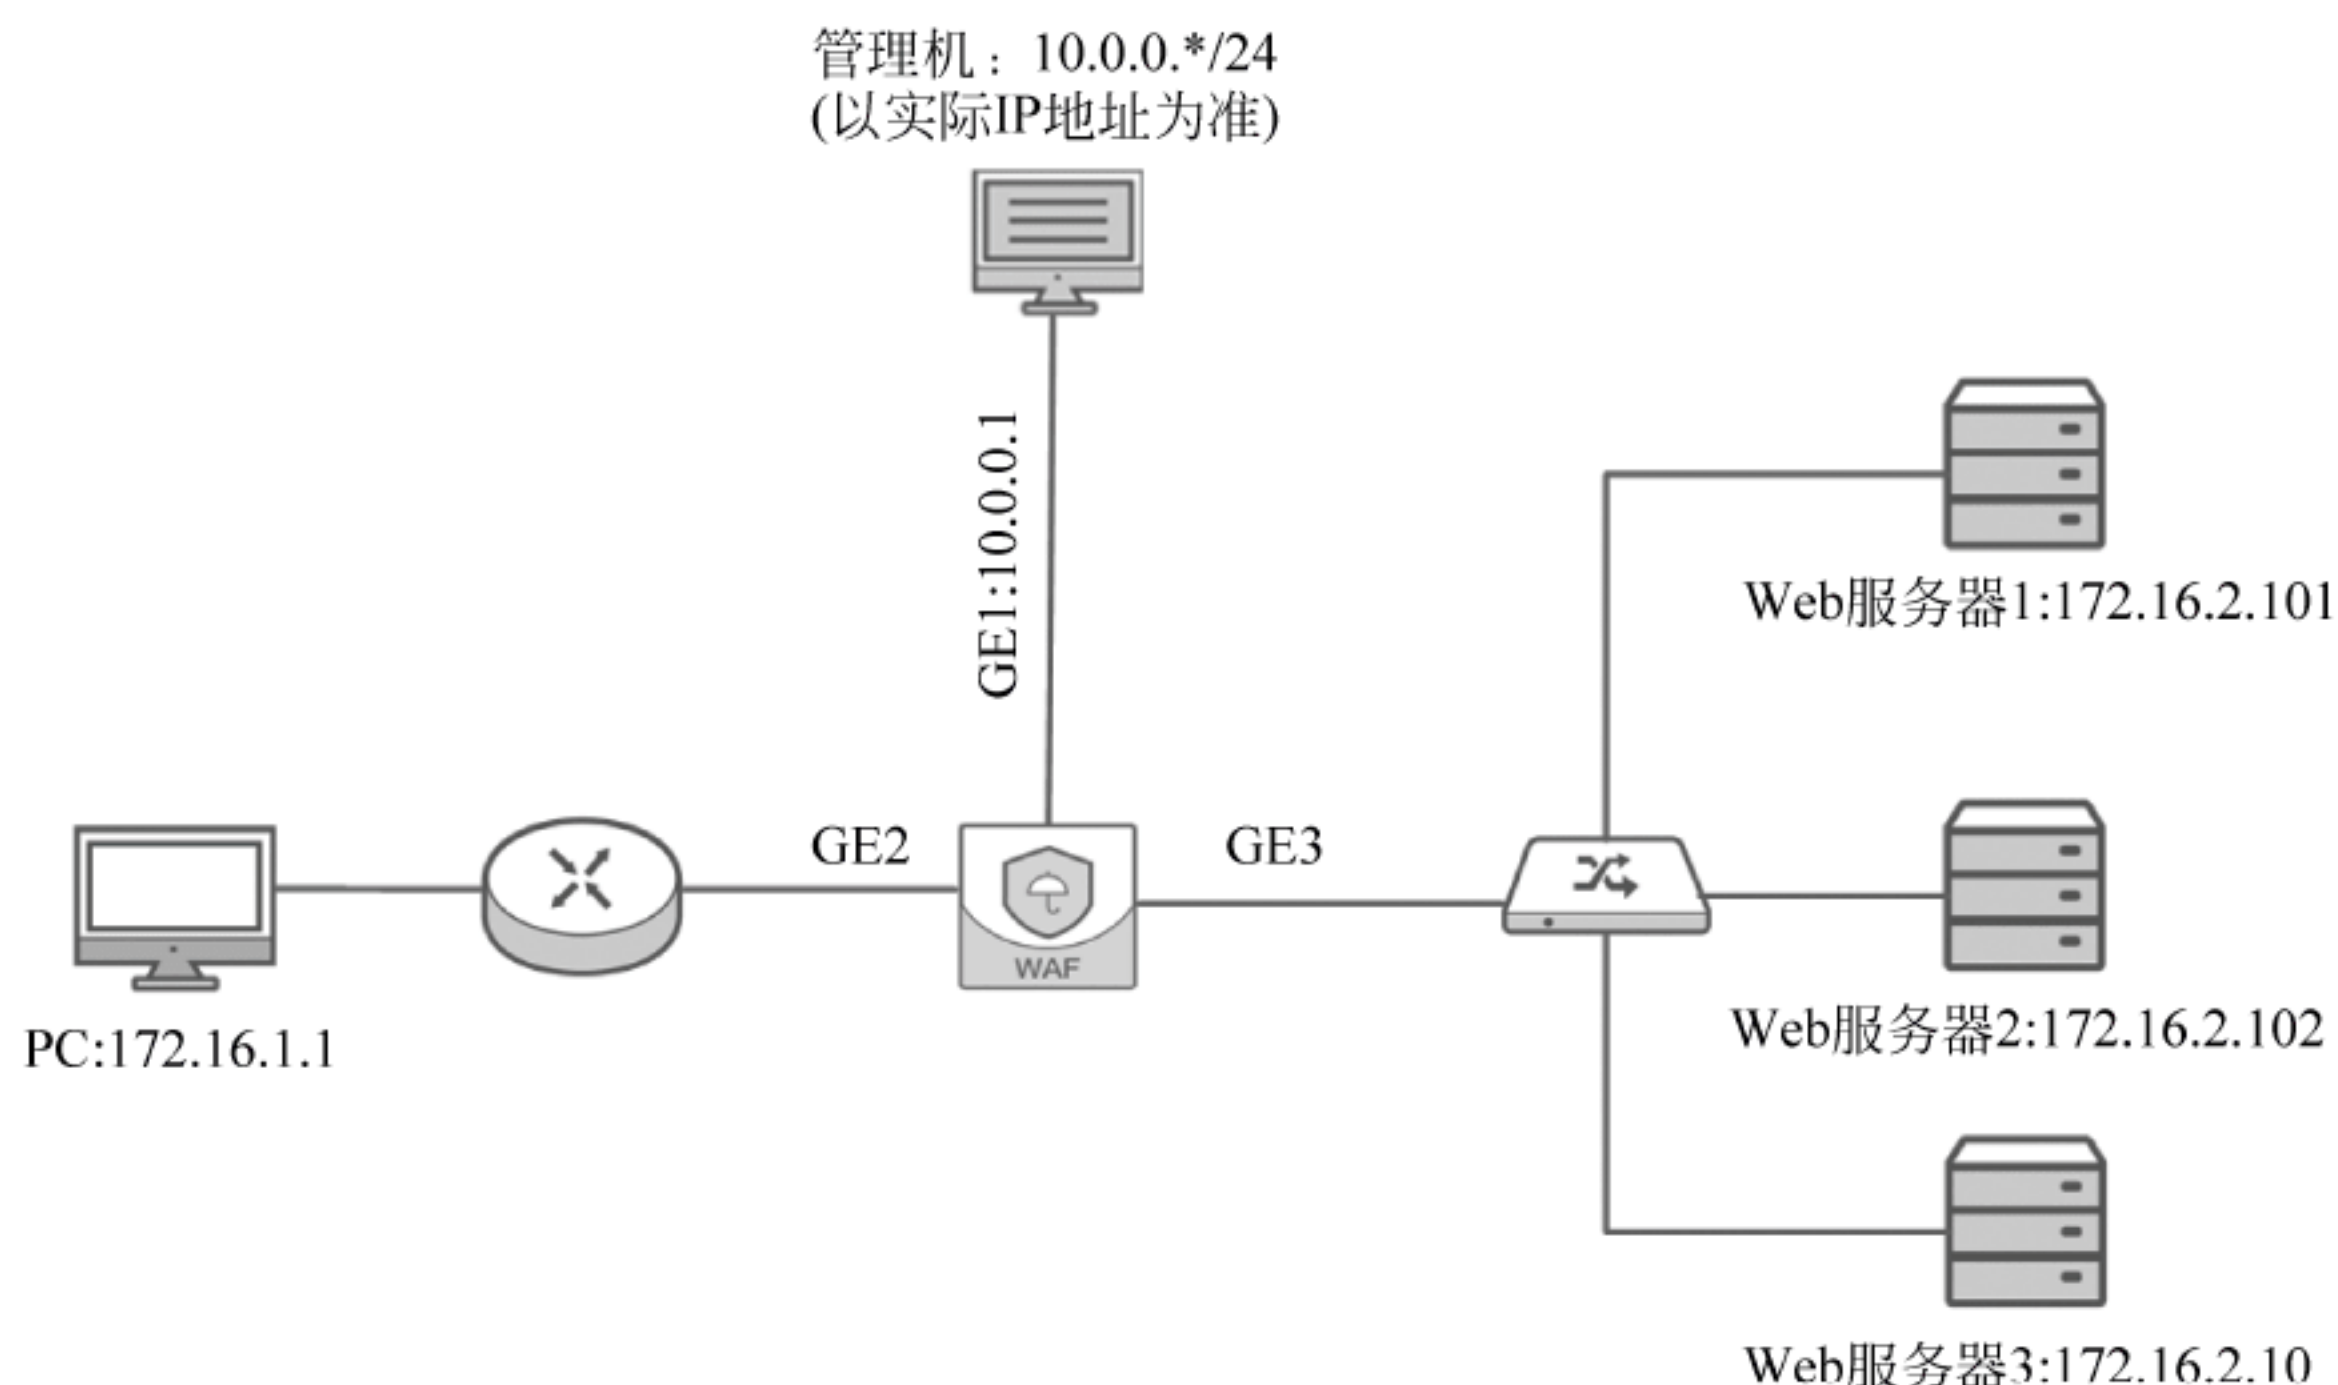 管理机：10.0.0.*/24
(以实际IP地址为准)
GE1:10.0.0.1
Web服务器1:172.16.2.101
GE2
GE3
WAF
PC:172.16.1.1
Web服务器2:172.16.2.102
Web服务器3:172.16.2.10